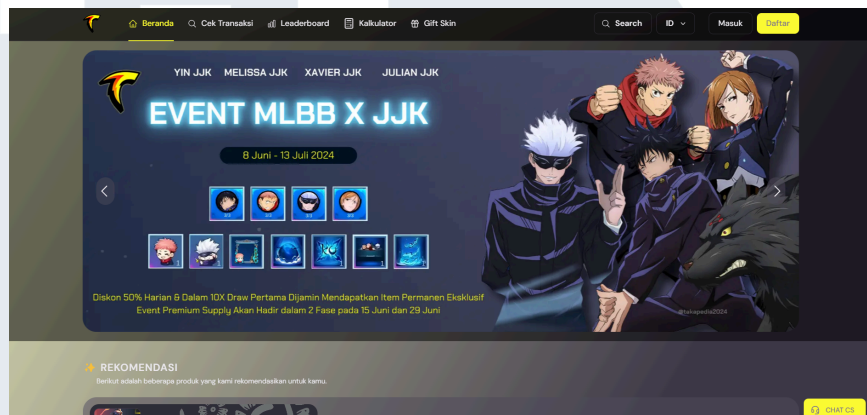 Beranda
Cek Transaksi
Leaderboard
Kalkulator
Gift Skin
Search
ID
Masuk
Daftar
YIN JJK MELISSA JJK XAVIER JJK JULIAN JJK
EVENT MLBB X JJK
8 Juni - 13 Juli 2024
Diskon 50% Harian & Dalam 10X Draw Pertama Dijamin Mendapatkan Item Permanen Eksklusif
Event Premium Supply Akan Hadir dalam 2 Fase pada 15 Juni dan 29 Juni
@tukapedia2024
REKOMENDASI
Berikut adalah beberapa produk yang kami rekomendasikan untuk kamu.
CHAT CS